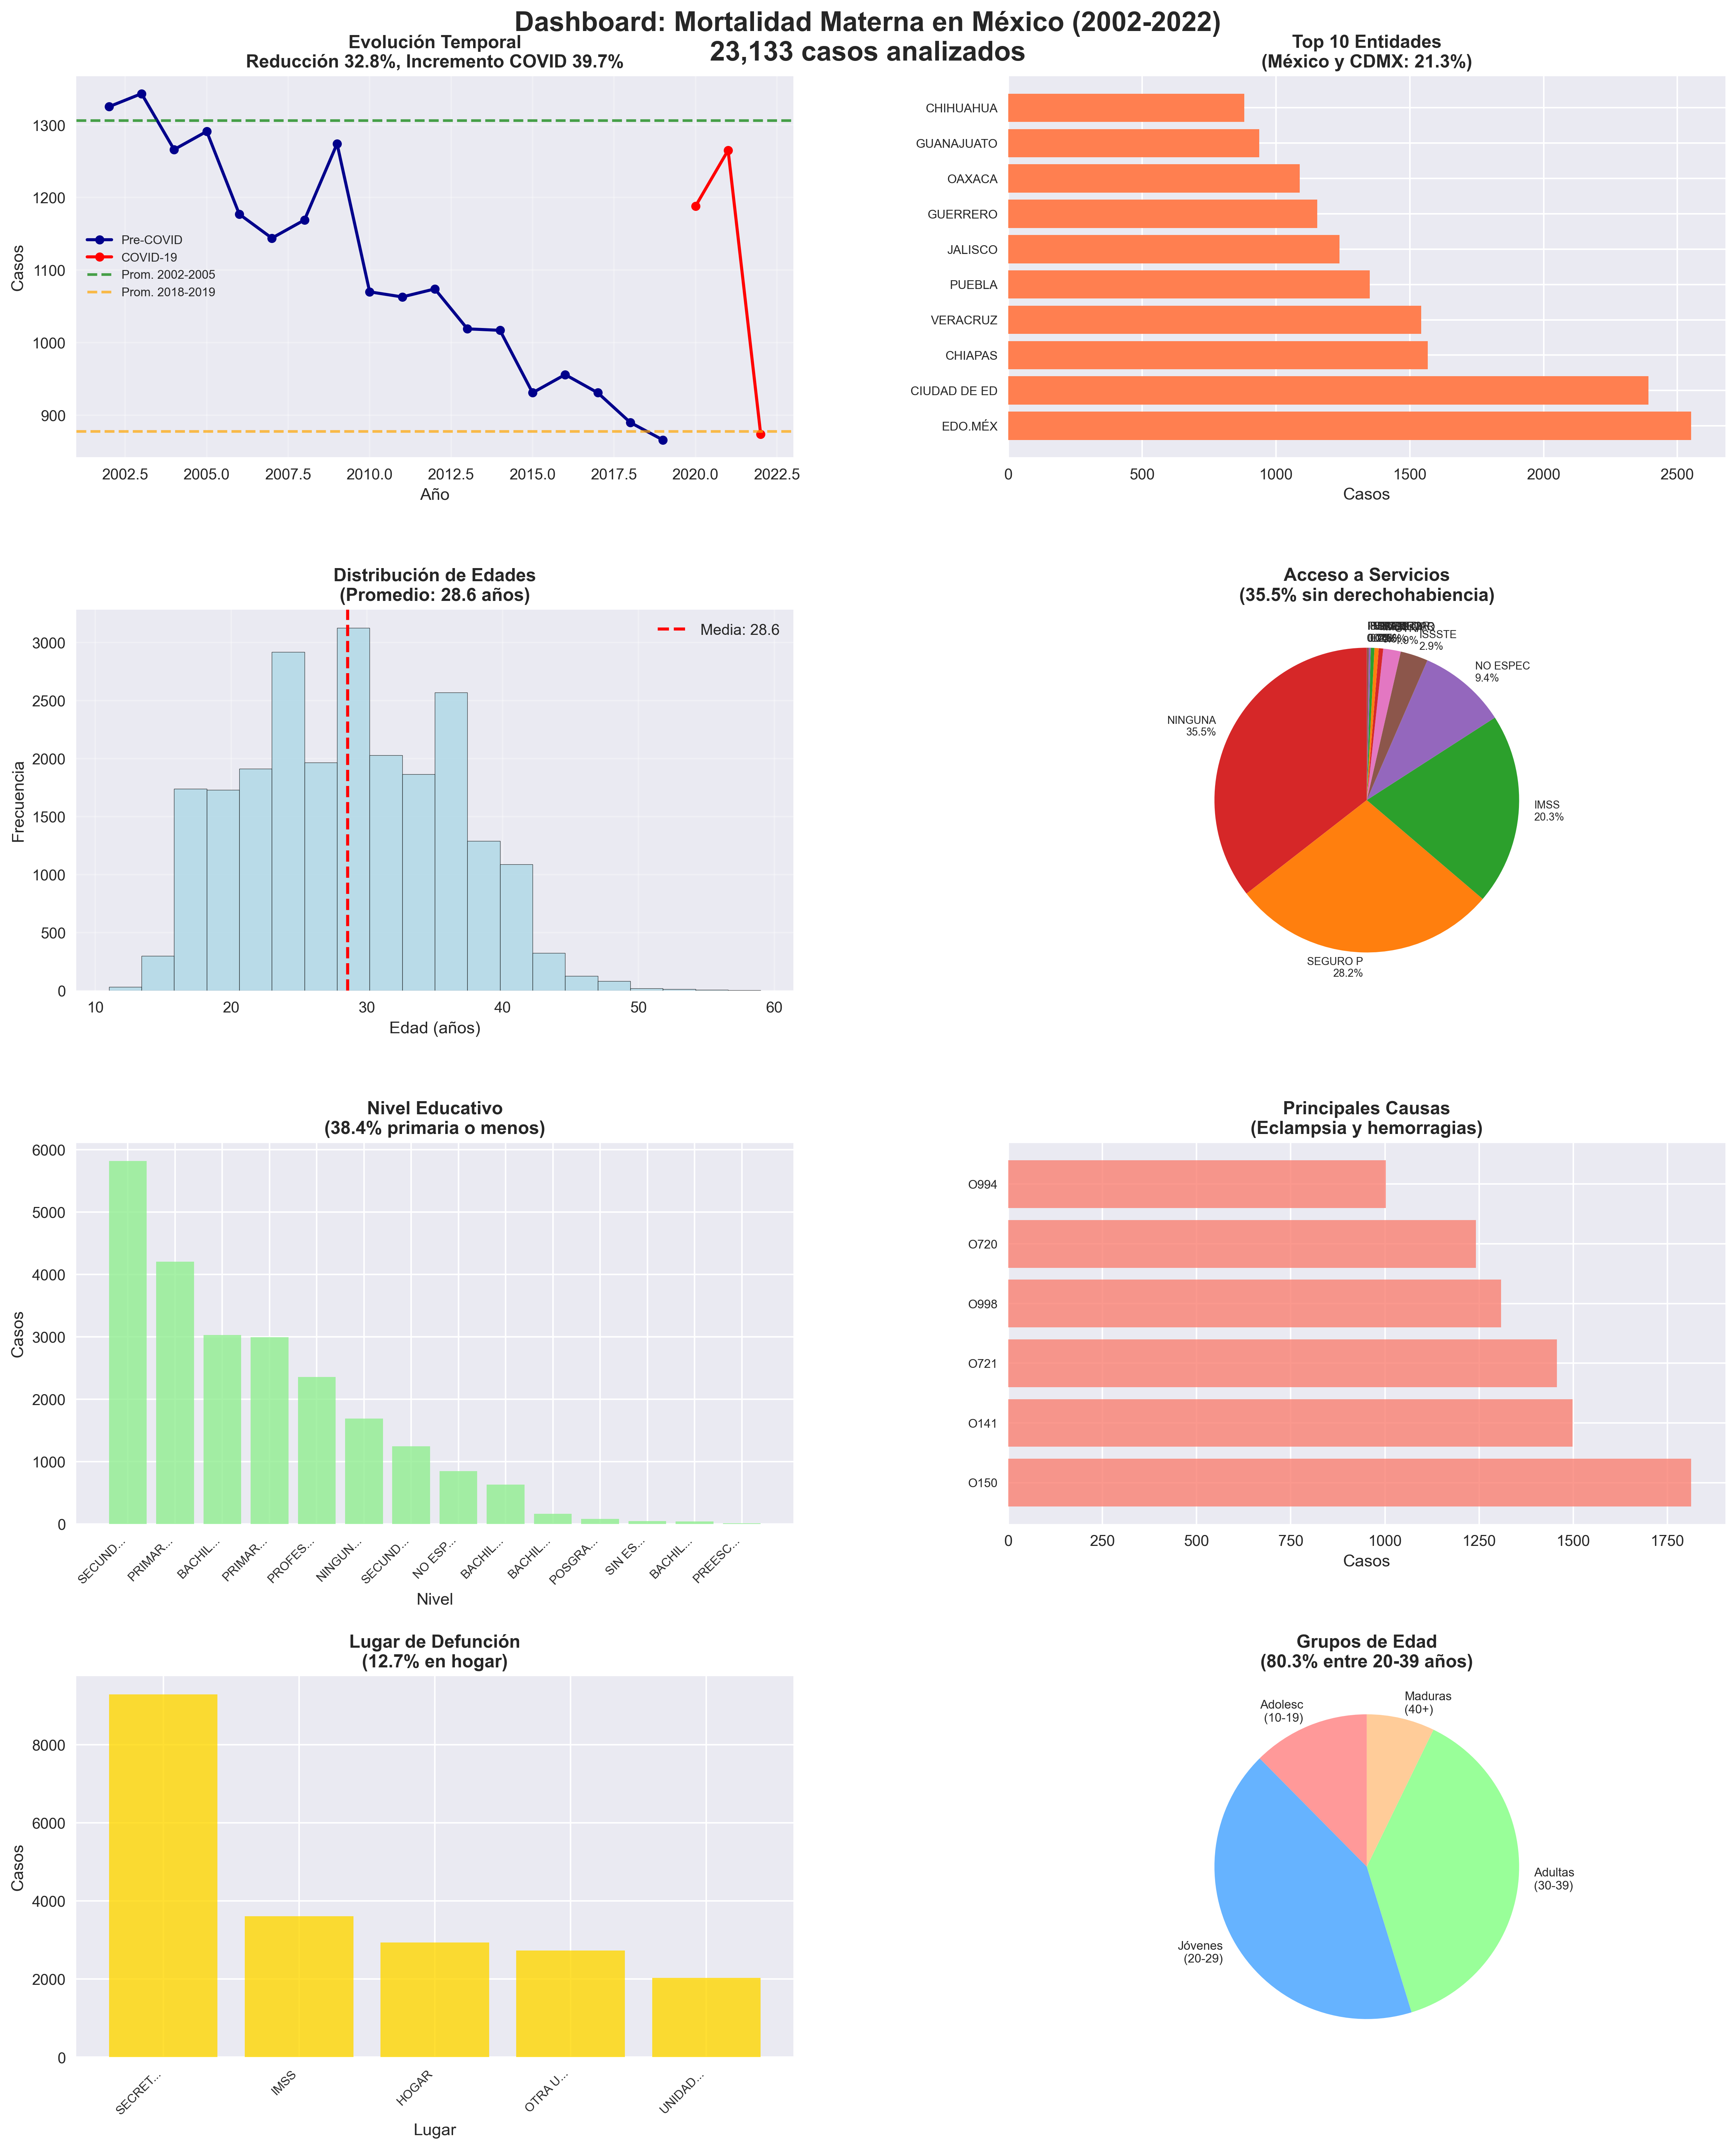 Dashboard: Mortalidad Materna en México (2002-2022)
23,133 casos analizados
Evolución Temporal
Reducción 32.8%, Incremento COVID 39.7%
Casos
1300
1200
1100
1000
900
Pre-COVID
COVID-19
Prom. 2002-2005
Prom. 2018-2019
2002.5
2005.0
2007.5
2010.0
2012.5
2015.0
2017.5
2020.0
2022.5
Año
Top 10 Entidades
(México y CDMX: 21.3%)
CHIHUAHUA
GUANAJUATO
OAXACA
GUERRERO
JALISCO
PUEBLA
VERACRUZ
CHIAPAS
CIUDAD DE ED
EDO.MÉX
0
500
1000
1500
2000
2500
Casos
Distribución de Edades
(Promedio: 28.6 años)
Media: 28.6
Frecuencia
3000
2500
2000
1500
1000
500
0
10
20
30
40
50
60
Edad (años)
Acceso a Servicios
(35.5% sin derechohabiencia)
ISSSTE
2.9%
NO ESPEC
9.4%
IMSS
20.3%
SEGURO P
28.2%
NINGUNA
35.5%
Nivel Educativo
(38.4% primaria o menos)
Casos
6000
5000
4000
3000
2000
1000
0
SECUND...
PRIMAR...
BACHIL...
PRIMAR...
PROFES...
NINGUN...
SECUND...
NO ESP...
BACHIL...
BACHIL...
POSGRA...
SIN ES...
BACHIL...
PREESC...
Nivel
Principales Causas
(Eclampsia y hemorragias)
O994
O720
O998
O721
O141
O150
0
250
500
750
1000
1250
1500
1750
Casos
Lugar de Defunción
(12.7% en hogar)
Casos
8000
6000
4000
2000
0
SECRET...
IMSS
HOGAR
OTRA U...
UNIDAD...
Lugar
Grupos de Edad
(80.3% entre 20-39 años)
Adolesc
(10-19)
Maduras
(40+)
Adultas
(30-39)
Jóvenes
(20-29)